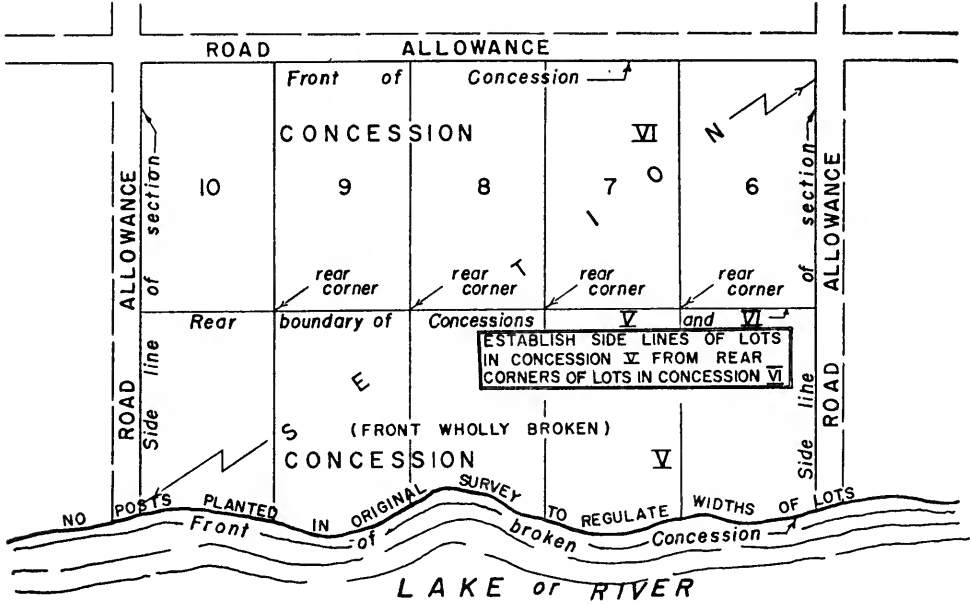 ROAD ALLOWANCE
Front of Concession
CONCESSION VI
10 9 8 7 6
SECTION
ROAD ALLOWANCE
Side line of section
rear corner
rear corner
rear corner
rear corner
Side line of section
ROAD ALLOWANCE
Rear boundary of Concessions V and VI
ESTABLISH SIDE LINES OF LOTS
IN CONCESSION V FROM REAR
CORNERS OF LOTS IN CONCESSION VI
(FRONT WHOLLY BROKEN)
CONCESSION V
NO POSTS PLANTED IN ORIGINAL SURVEY TO REGULATE WIDTHS OF LOTS
Front of broken Concession
LAKE or RIVER